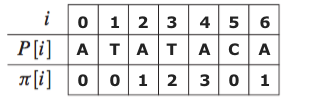 i 0 1 2 3 4 5 6
P[i] A T A T A C A
π[i] 0 0 1 2 3 0 1